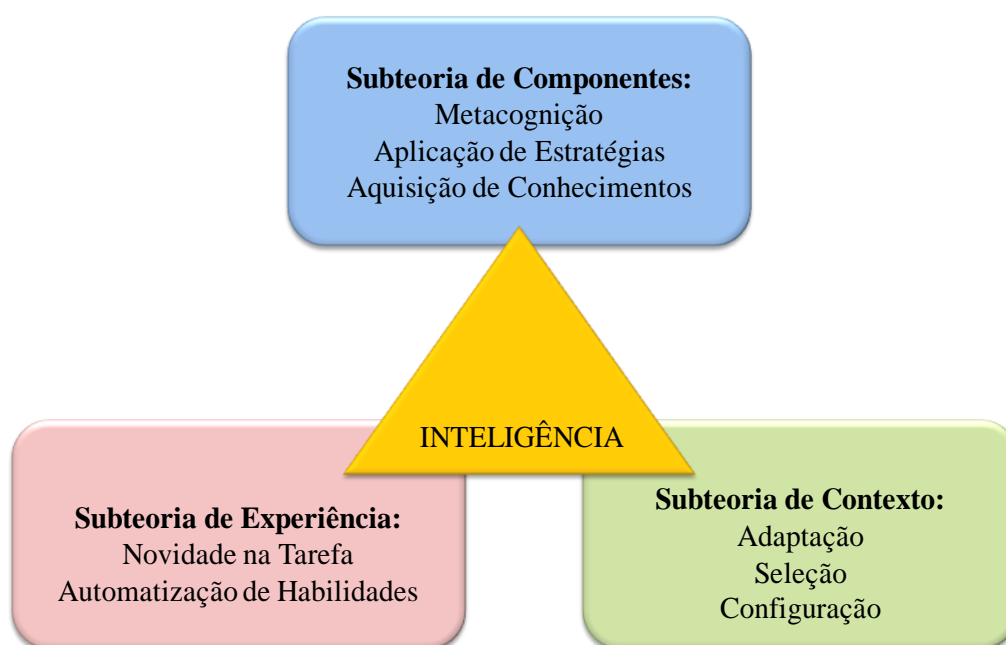 Subteoria de Componentes:
Metacognição
Aplicação de Estratégias
Aquisição de Conhecimentos
INTELIGÊNCIA
Subteoria de Experiência:
Novidade na Tarefa
Automatização de Habilidades
Subteoria de Contexto:
Adaptação
Seleção
Configuração